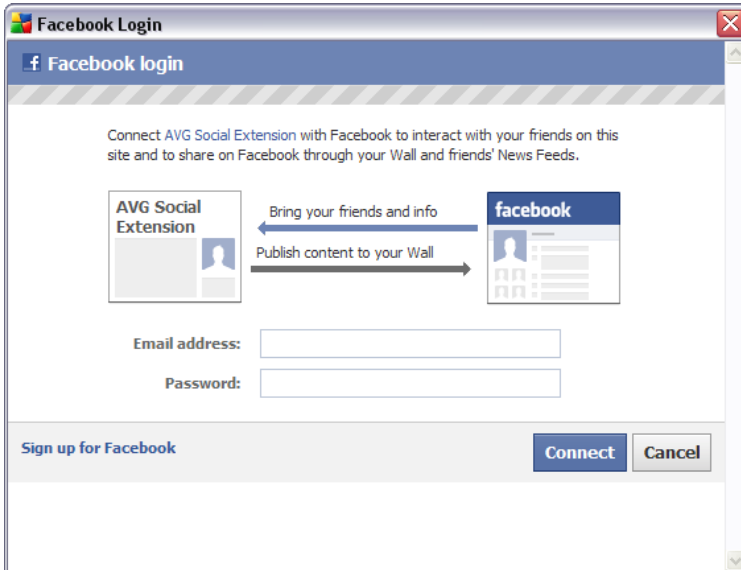 Facebook Login
Facebook login
Connect AVG Social Extension with Facebook to interact with your friends on this
site and to share on Facebook through your Wall and friends' News Feeds.
AVG Social
Extension
Bring your friends and info
Publish content to your Wall
facebook
Email address:
Password:
Sign up for Facebook
Connect
Cancel